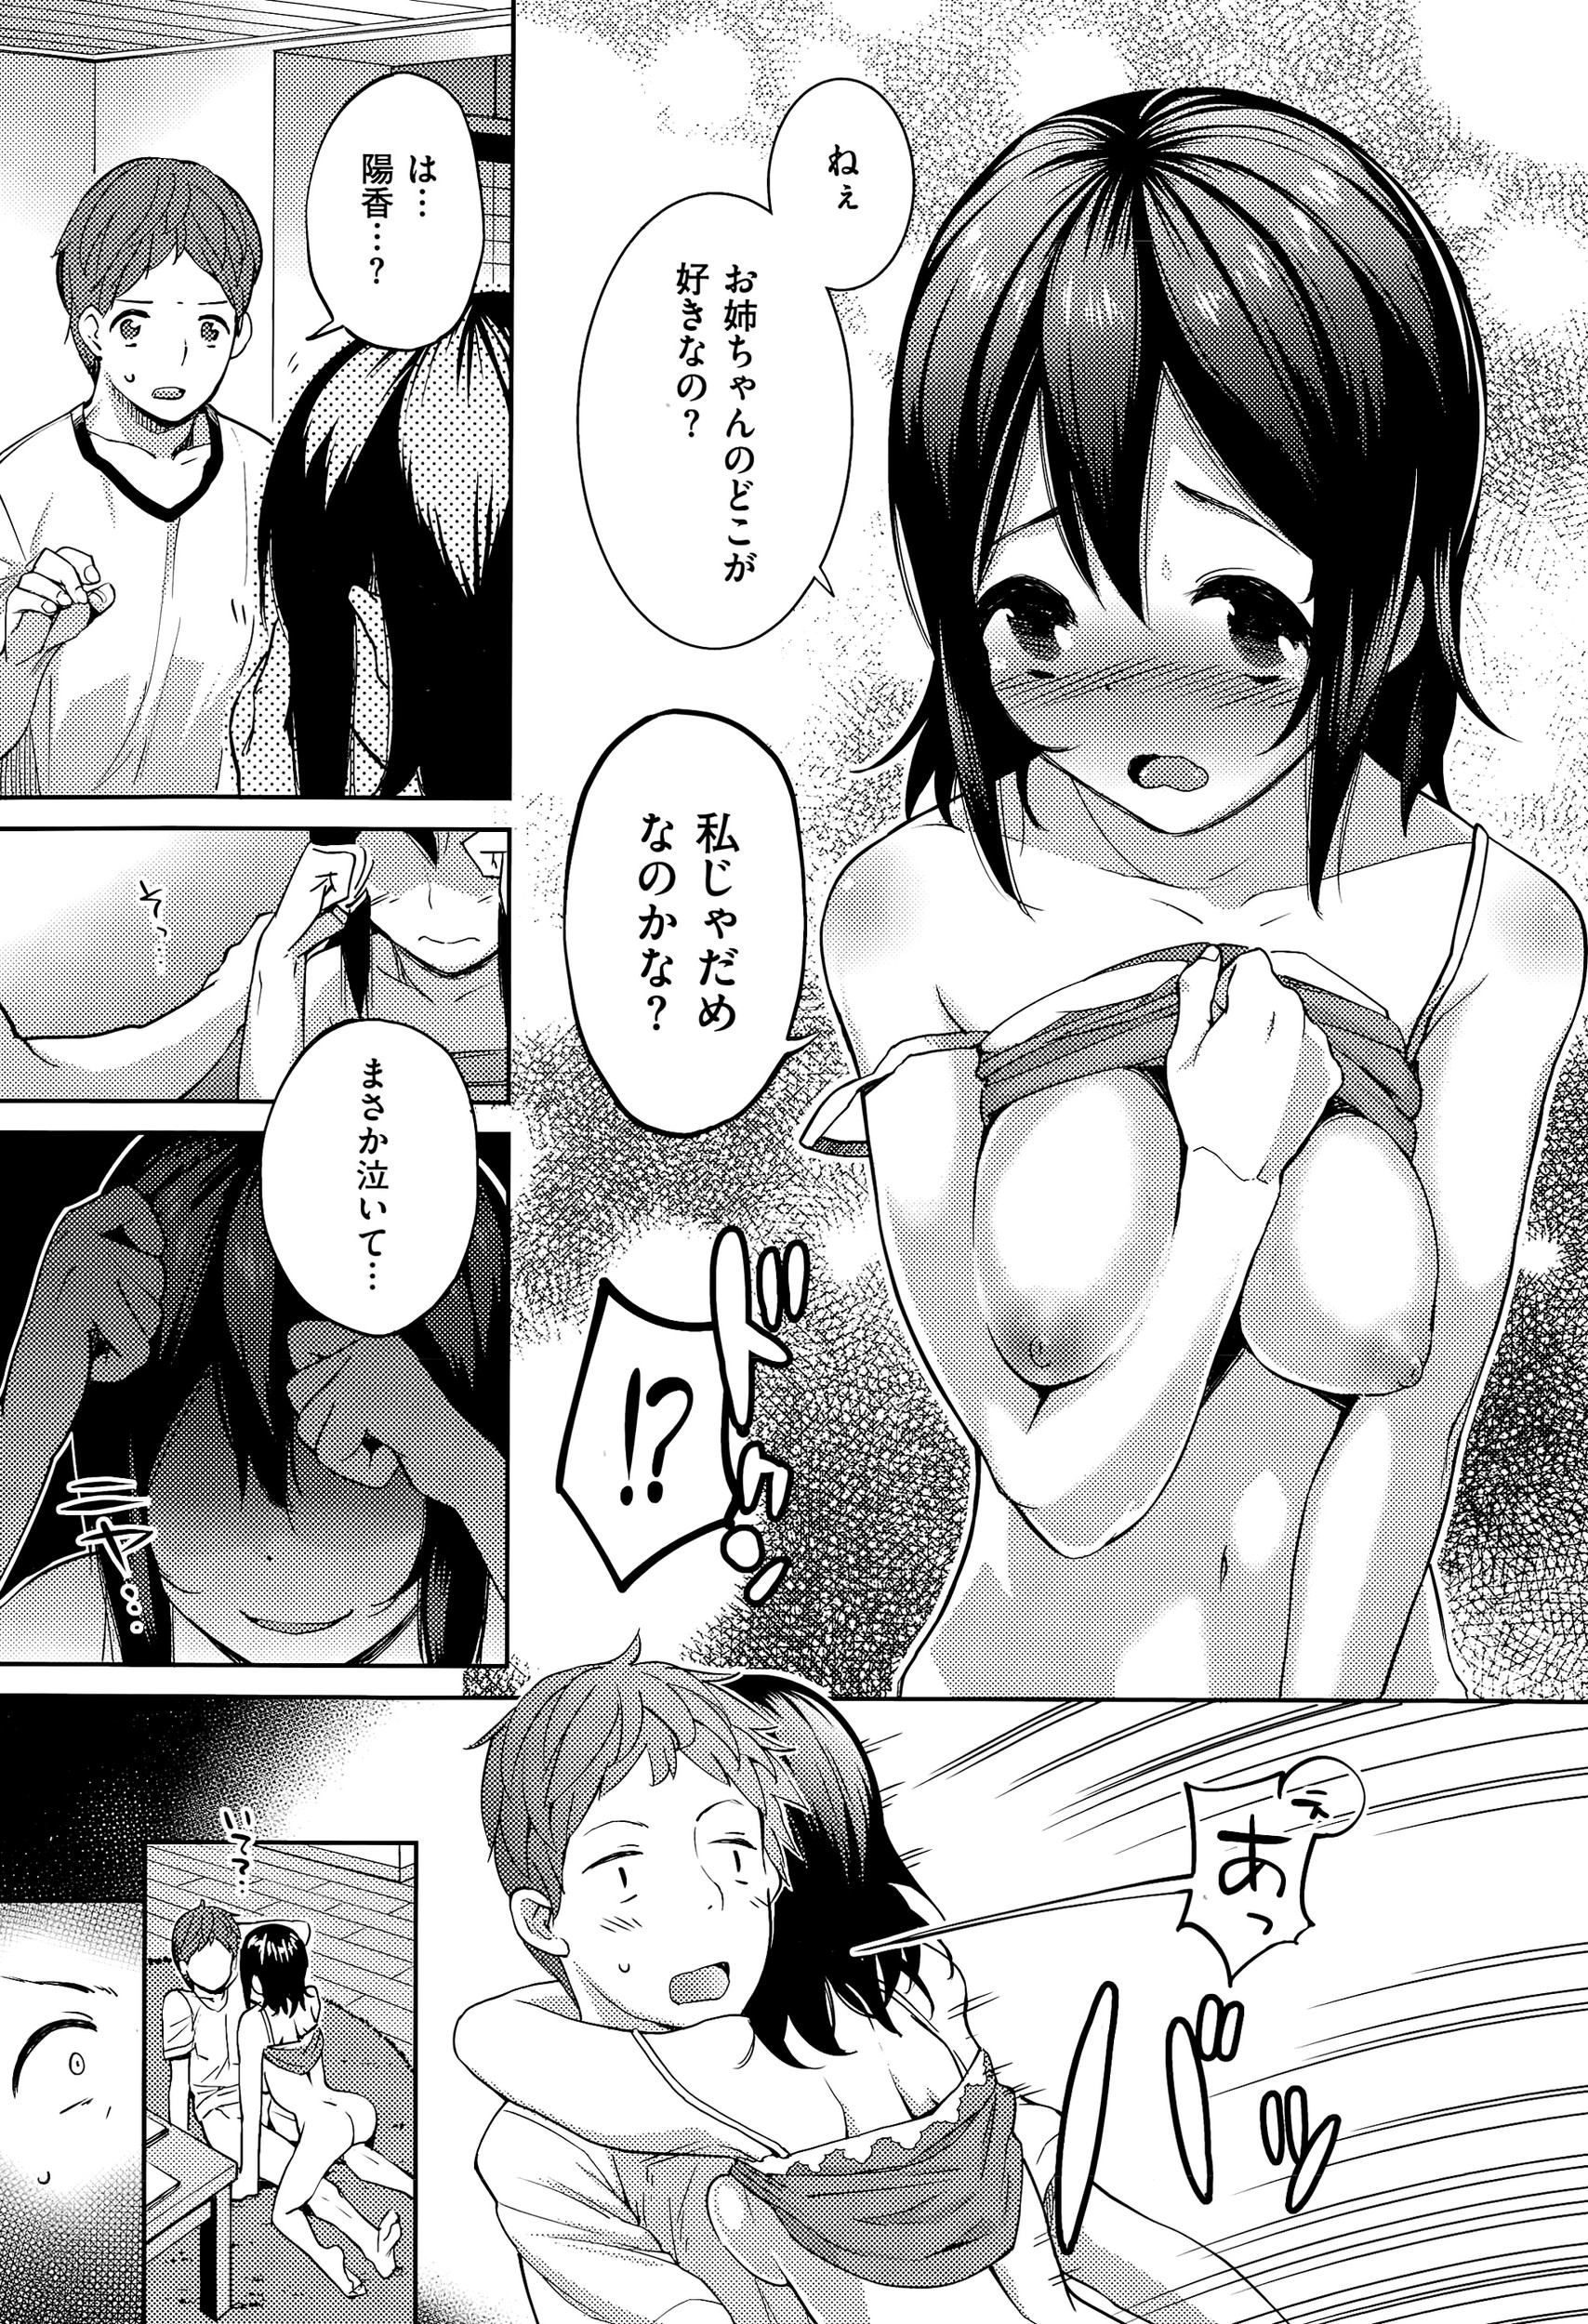 ねぇ
お姉ちゃんのどこが
好きなの?
私じゃだめ
なのかな?
ドクン
!?
は…
陽香…?
そっ…
まさか泣いて…
ニヤ…
え
あっ
バッ
いてて…